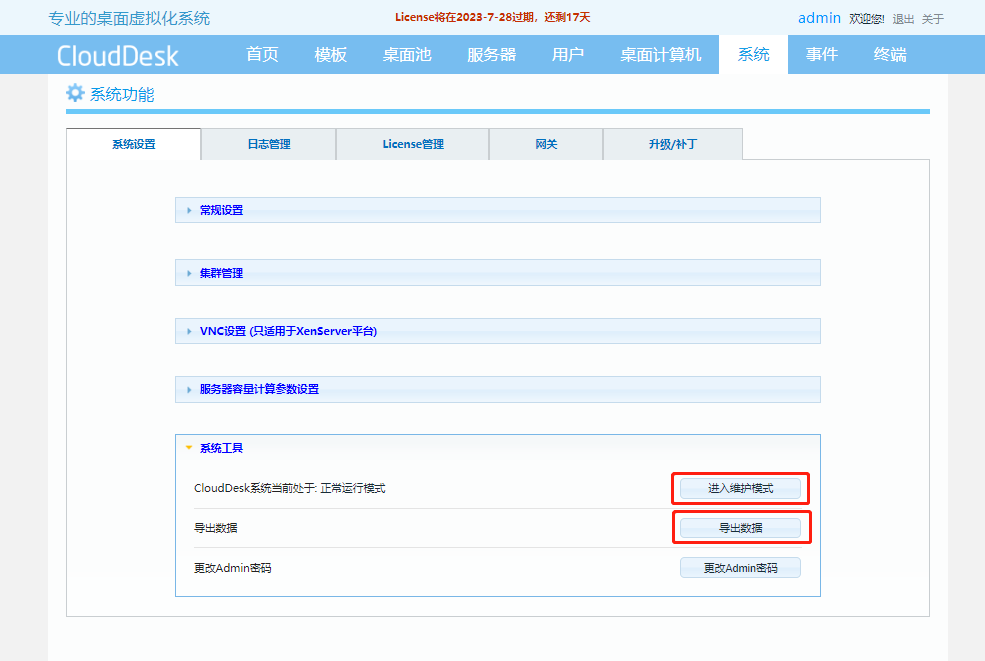 专业的桌面虚拟化系统 License将在2023-7-28过期，还剩17天 admin 欢迎您! 退出 关于
CloudDesk 首页 模板 桌面池 服务器 用户 桌面计算机 系统 事件 终端
系统功能
系统设置 日志管理 License管理 网关 升级/补丁
常规设置
集群管理
VNC设置 (只适用于XenServer平台)
服务器容量计算参数设置
系统工具
CloudDesk系统当前处于: 正常运行模式 进入维护模式
导出数据 导出数据
更改Admin密码 更改Admin密码